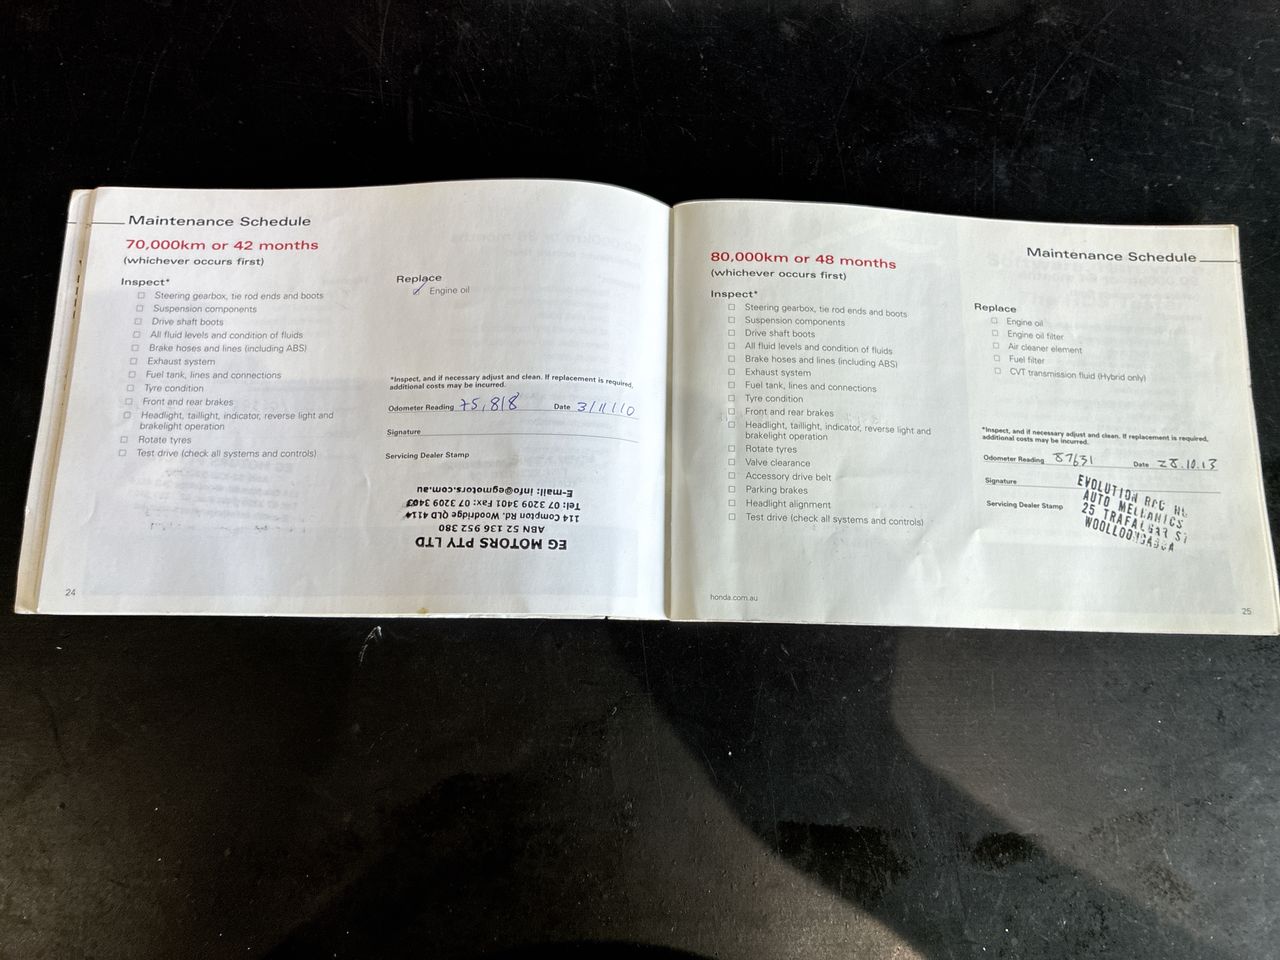 Maintenance Schedule
70,000km or 42 months
(whichever occurs first)
Inspect*
Steering gearbox, tie rod ends and boots
Suspension components
Drive shaft boots
All fluid levels and condition of fluids
Brake hoses and lines (including ABS)
Exhaust system
Fuel tank, lines and connections
Tyre condition
Front and rear brakes
Headlight, taillight, indicator, reverse light and
brakelight operation
Rotate tyres
Test drive (check all systems and controls)
Replace
Engine oil
*Inspect, and if necessary adjust and clean. If replacement is required,
additional costs may be incurred.
Odometer Reading 75,818 Date 3/11/10
Signature
Servicing Dealer Stamp
EG MOTORS PTY LTD
ABN 52 136 952 380
114 Compton Rd. Woodridge QLD 4114
Tel: 07 3209 3401 Fax: 07 3209 3403
E-mail: info@egmotors.com.au
24
Maintenance Schedule
80,000km or 48 months
(whichever occurs first)
Inspect*
Steering gearbox, tie rod ends and boots
Suspension components
Drive shaft boots
All fluid levels and condition of fluids
Brake hoses and lines (including ABS)
Exhaust system
Fuel tank, lines and connections
Tyre condition
Front and rear brakes
Headlight, taillight, indicator, reverse light and
brakelight operation
Rotate tyres
Valve clearance
Accessory drive belt
Parking brakes
Headlight alignment
Test drive (check all systems and controls)
Replace
Engine oil
Engine oil filter
Air cleaner element
Fuel filter
CVT transmission fluid (Hybrid only)
*Inspect, and if necessary adjust and clean. If replacement is required,
additional costs may be incurred.
Odometer Reading 87631 Date 28.10.13
Signature
Servicing Dealer Stamp
EVOLUTION
AUTO MECHANICS
25 TRAFALGAR ST
WOOLLOONGABBA
honda.com.au
25